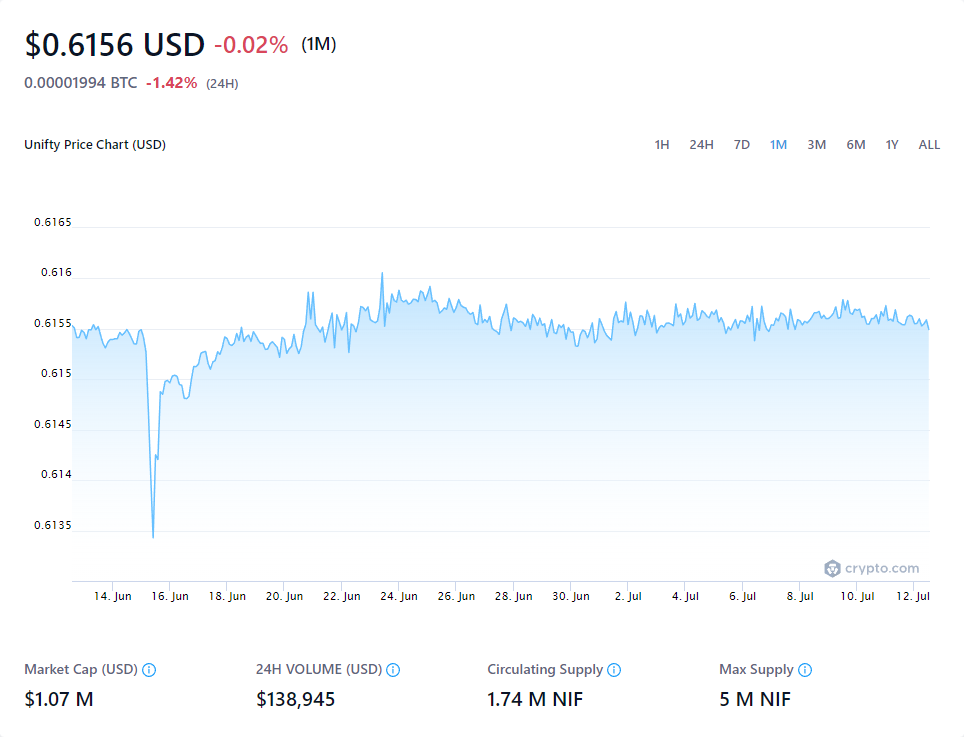 $0.6156 USD -0.02% (1M)
0.00001994 BTC -1.42% (24H)
Unifty Price Chart (USD) 1H 24H 7D 1M 3M 6M 1Y ALL
0.6165
0.616
0.6155
0.615
0.6145
0.614
0.6135
crypto.com
14. Jun 16. Jun 18. Jun 20. Jun 22. Jun 24. Jun 26. Jun 28. Jun 30. Jun 2. Jul 4. Jul 6. Jul 8. Jul 10. Jul 12. Jul
Market Cap (USD) 24H VOLUME (USD) Circulating Supply Max Supply
$1.07 M $138,945 1.74 M NIF 5 M NIF